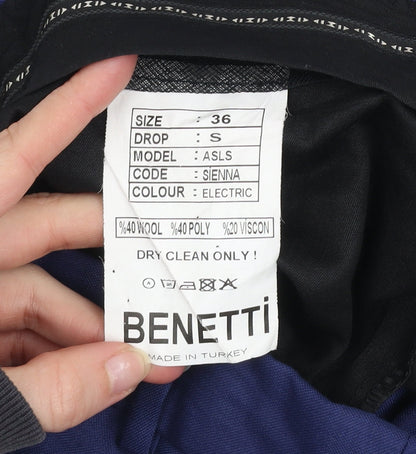 SIZE : 36
DROP : S
MODEL : ASLS
CODE : SIENNA
COLOUR : ELECTRIC
%40 WOOL %40 POLY %20 VISCON
DRY CLEAN ONLY !
BENETTi
MADE IN TURKEY